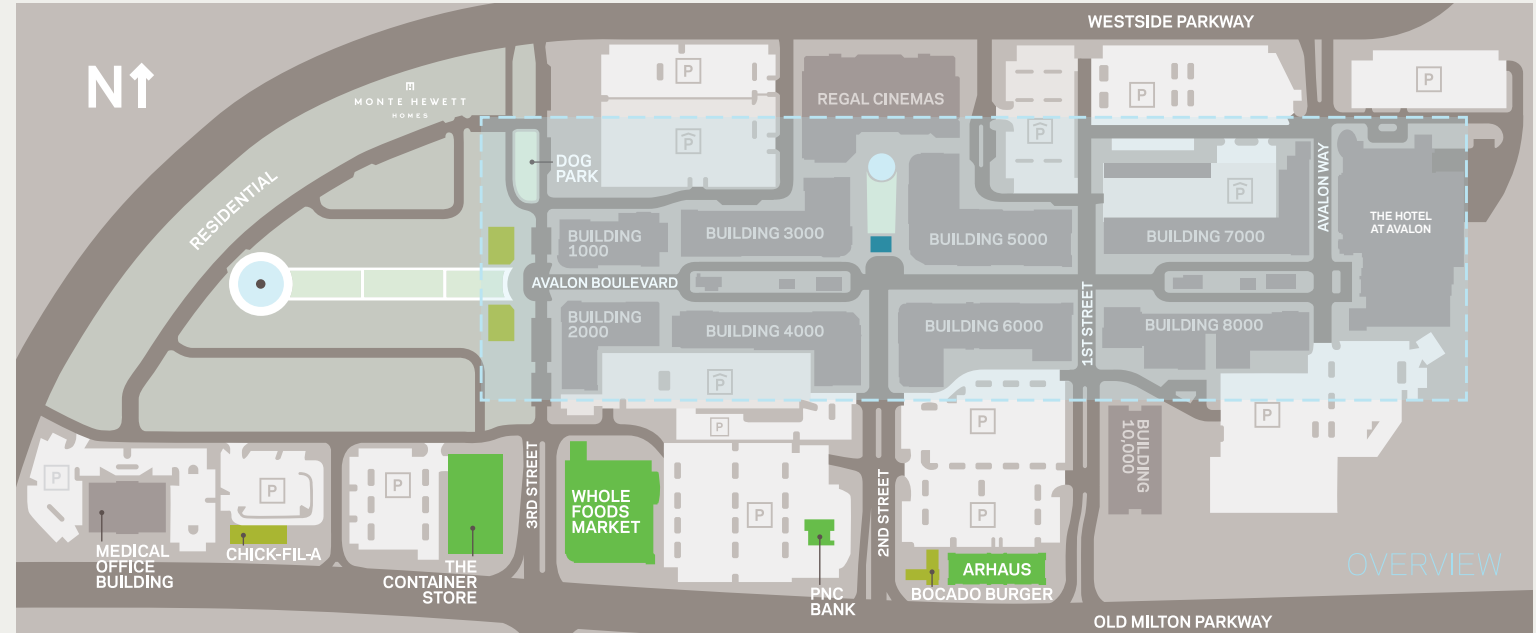 WESTSIDE PARKWAY
N
MONTE HEWETT
HOMES
P
P
P
REGAL CINEMAS
P
P
P
DOG
PARK
AVALON WAY
RESIDENTIAL
P
THE HOTEL
AT AVALON
BUILDING
1000
BUILDING 3000
BUILDING 5000
BUILDING 7000
AVALON BOULEVARD
1ST STREET
BUILDING
2000
BUILDING 4000
BUILDING 6000
BUILDING 8000
P
P
P
P
BUILDING
10,000
P
P
P
3RD STREET
WHOLE
FOODS
MARKET
P
2ND STREET
P
MEDICAL
OFFICE
BUILDING
CHICK-FIL-A
THE
CONTAINER
STORE
PNC
BANK
ARHAUS
BOCADO BURGER
OVERVIEW
OLD MILTON PARKWAY